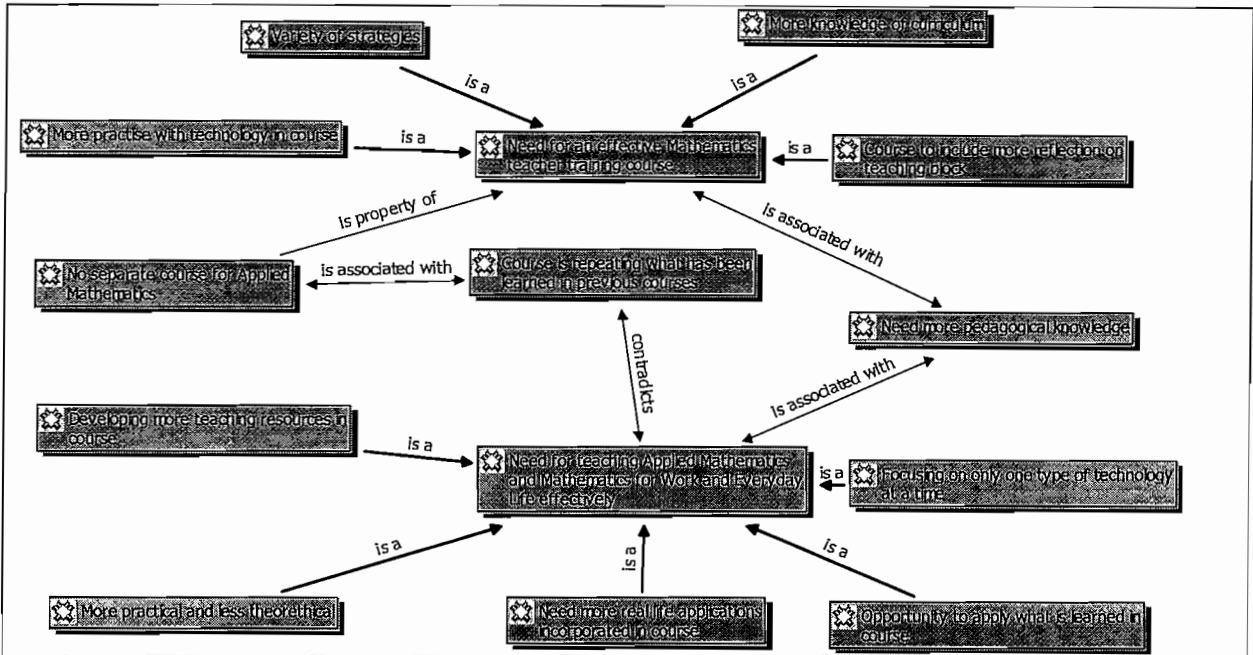 Variety of strategies
More knowledge of curriculum
is a
is a
More practise with technology in course
is a
Need for an effective Mathematics
teacher training course
is a
Course to include more reflection on
teaching block
is property of
is associated with
No separate course for Applied
Mathematics
is associated with
Course is repeating what has been
learned in previous courses
Need more pedagogical knowledge
contradicts
is associated with
Developing more teaching resources in
course
is a
Need for teaching Applied Mathematics
and Mathematics for Work and Everyday
Life effectively
is a
Focusing on only one type of technology
at a time
is a
is a
is a
More practical and less theorethical
Need more real life applications
incorporated in course
Opportunity to apply what is learned in
course